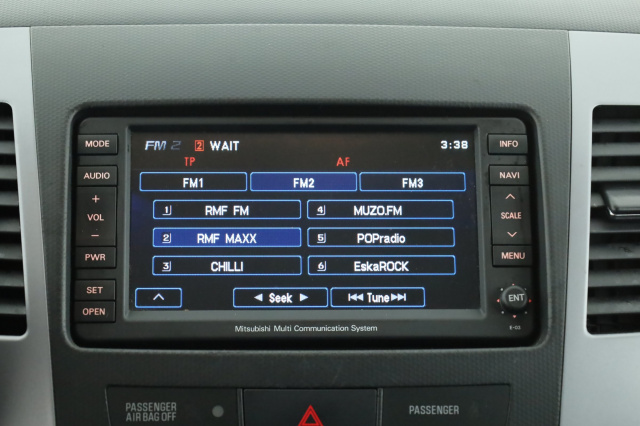 MODE
AUDIO
+
VOL
−
PWR
SET
OPEN
FM 2 2 WAIT 3:38
TP AF
FM1 FM2 FM3
1 RMF FM 4 MUZO.FM
2 RMF MAXX 5 POPradio
3 CHILLI 6 EskaROCK
◄ Seek ► I◄◄ Tune ►►I
INFO
NAVI
SCALE
MENU
ENT
E-03
Mitsubishi Multi Communication System
PASSENGER
AIR BAG OFF
PASSENGER